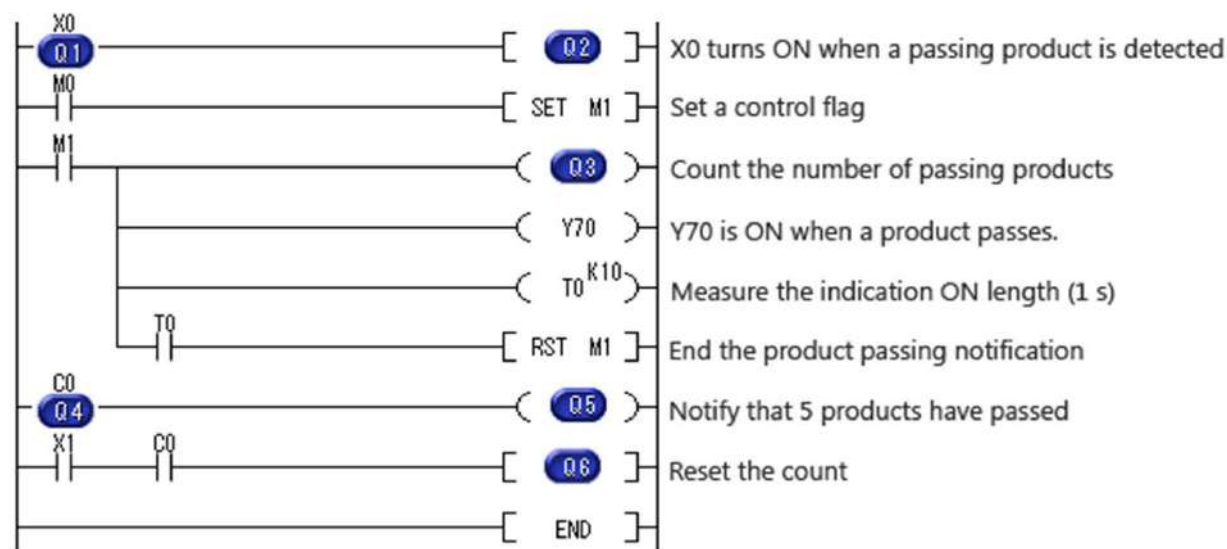 X0
Q1 [ Q2 ] X0 turns ON when a passing product is detected
M0
[ SET M1 ] Set a control flag
M1
( Q3 ) Count the number of passing products
( Y70 ) Y70 is ON when a product passes.
( T0 K10 ) Measure the indication ON length (1 s)
T0
[ RST M1 ] End the product passing notification
C0
Q4 ( Q5 ) Notify that 5 products have passed
X1 C0
[ Q6 ] Reset the count
[ END ]